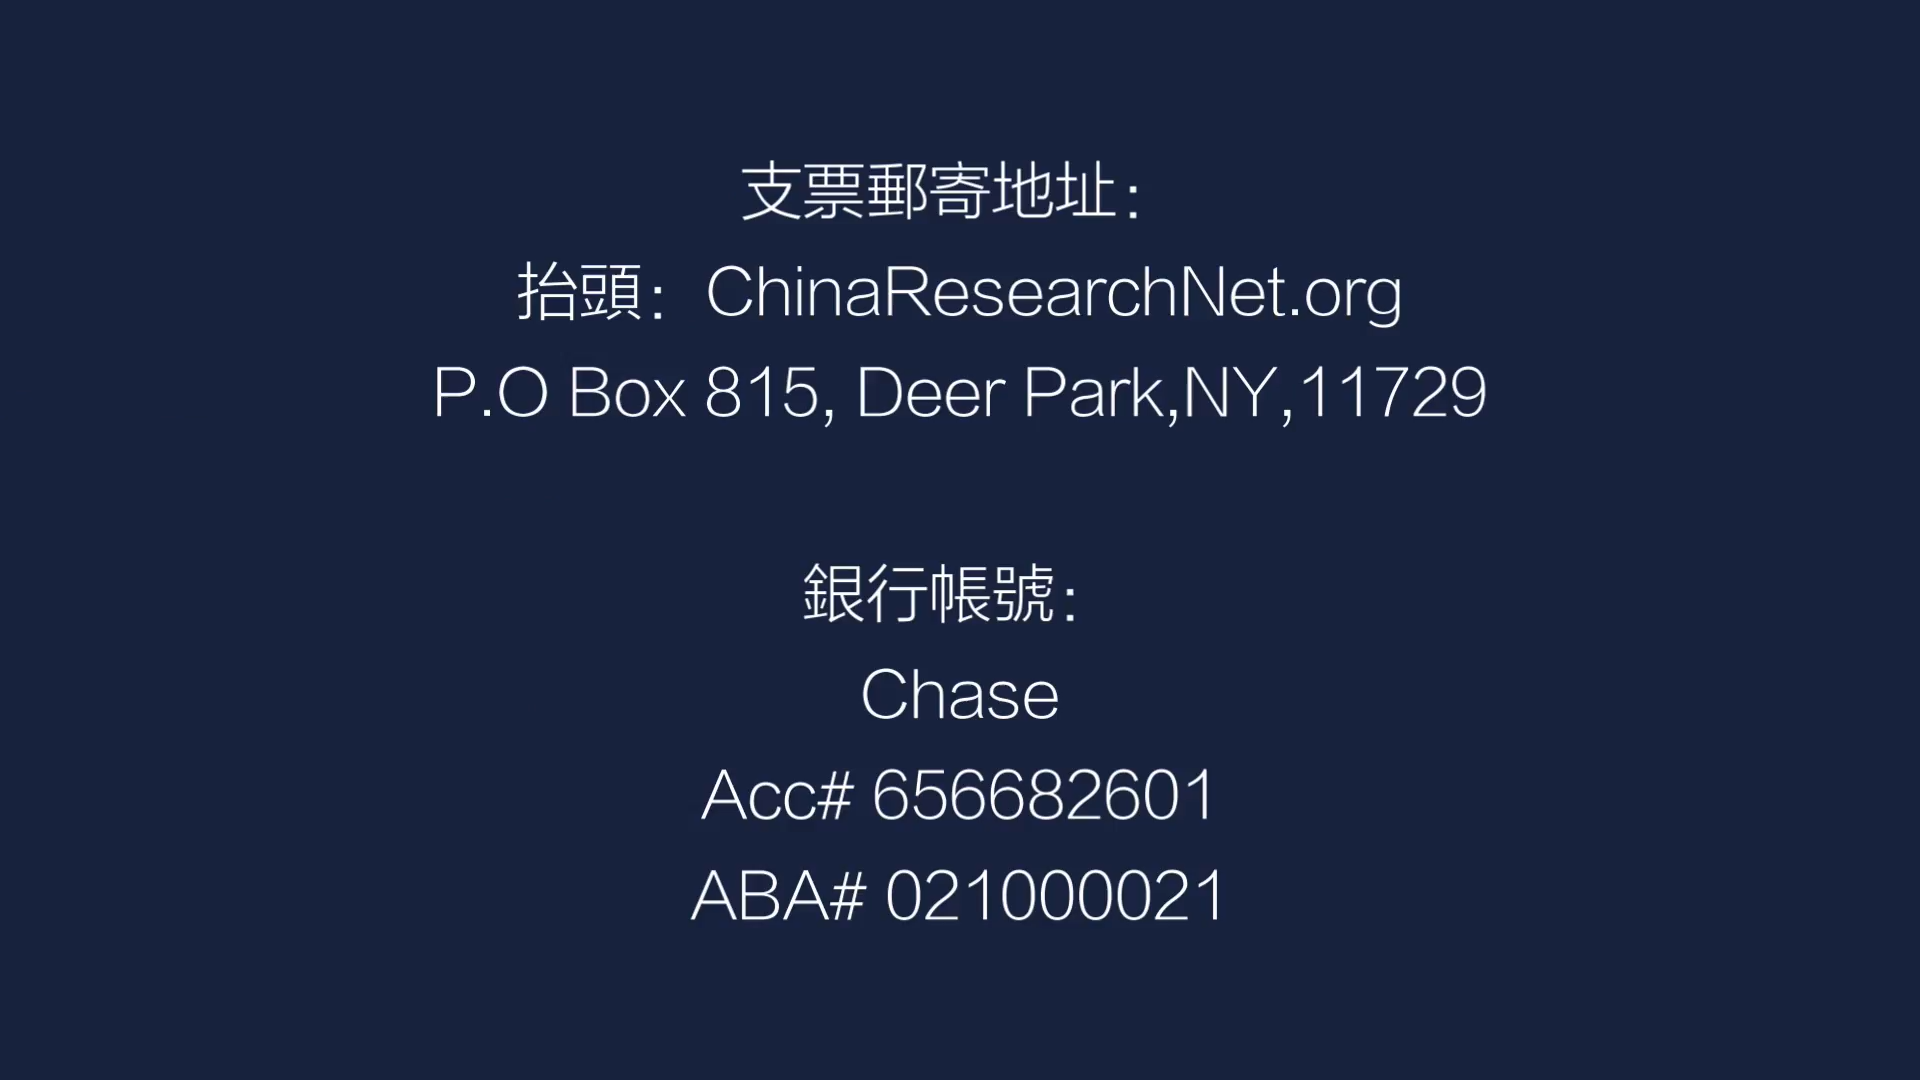 支票郵寄地址：
抬頭：ChinaResearchNet.org
P.O Box 815, Deer Park,NY,11729
銀行帳號：
Chase
Acc# 656682601
ABA# 021000021